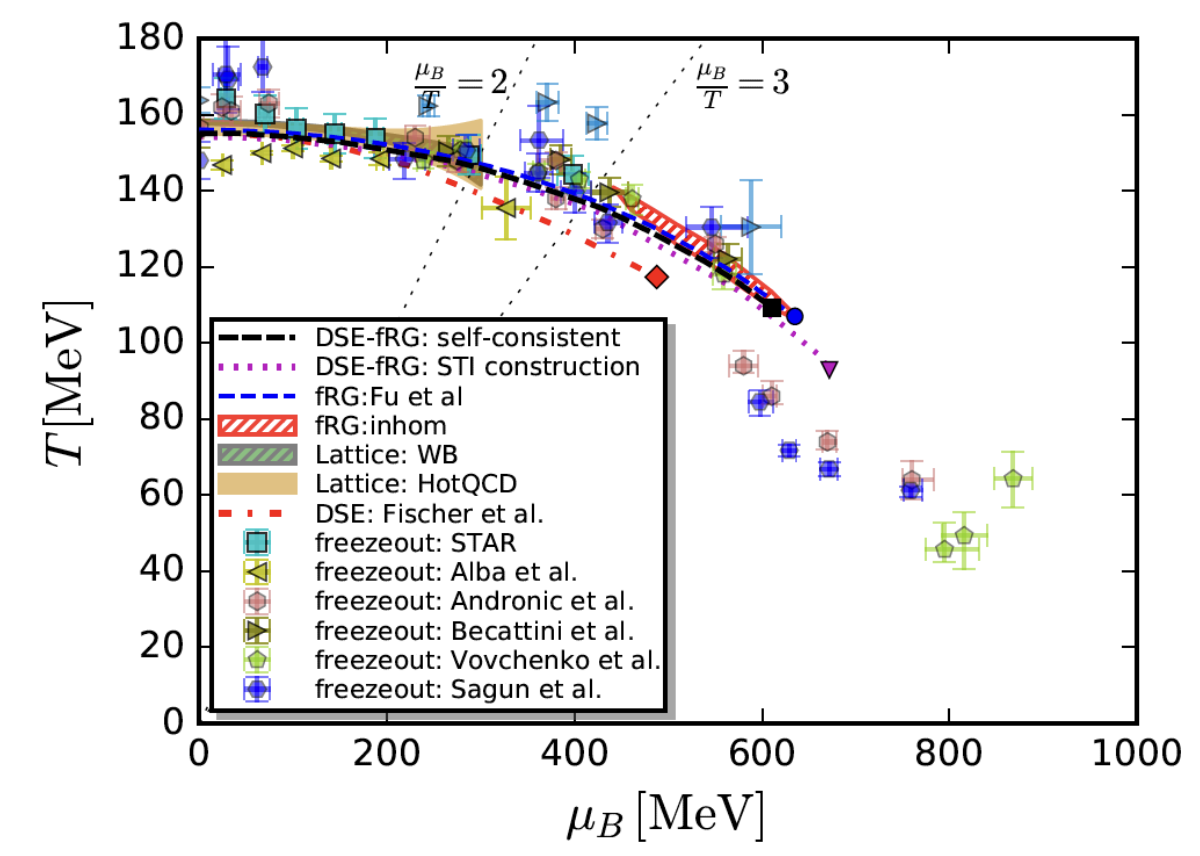 180
160
140
120
100
80
60
40
20
0
T [MeV]
μ_B/T = 2
μ_B/T = 3
DSE-fRG: self-consistent
DSE-fRG: STI construction
fRG:Fu et al
fRG:inhom
Lattice: WB
Lattice: HotQCD
DSE: Fischer et al.
freezeout: STAR
freezeout: Alba et al.
freezeout: Andronic et al.
freezeout: Becattini et al.
freezeout: Vovchenko et al.
freezeout: Sagun et al.
0 200 400 600 800 1000
μ_B [MeV]